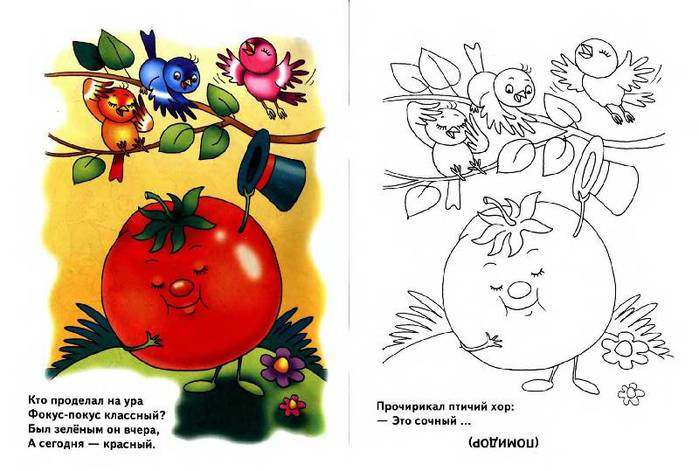 Кто проделал на ура
Фокус-покус классный?
Был зелёным он вчера,
А сегодня — красный.
Прочирикал птичий хор:
— Это сочный ...
(ПОМИДОР)